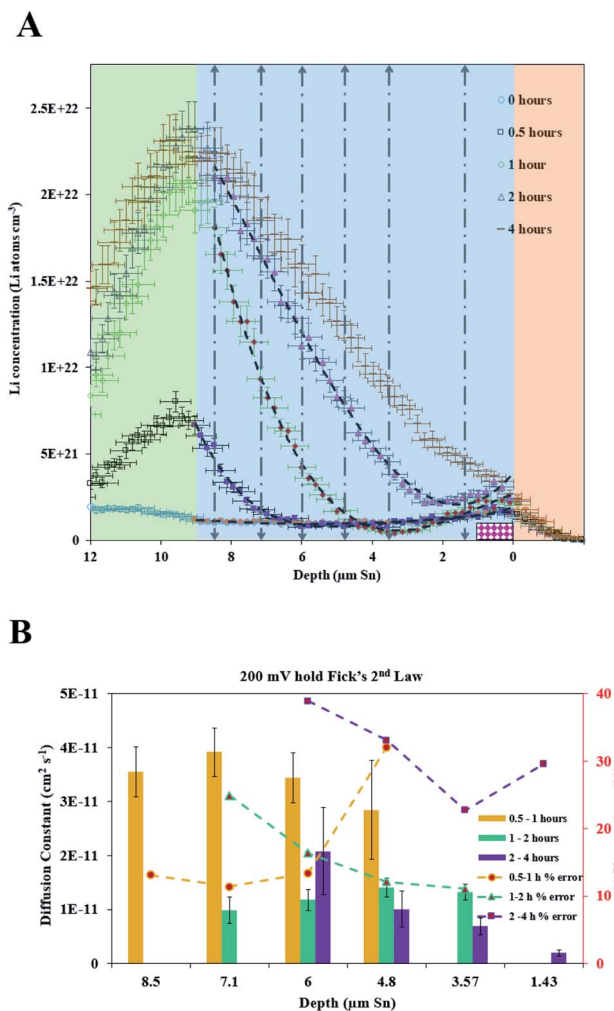 A
2.5E+22
2E+22
1.5E+22
1E+22
5E+21
0
Li concentration (Li atoms cm-3)
0 hours
0.5 hours
1 hour
2 hours
4 hours
12 10 8 6 4 2 0
Depth (µm Sn)
B
200 mV hold Fick's 2nd Law
5E-11
4E-11
3E-11
2E-11
1E-11
0
Diffusion Constant (cm2 s-1)
40
30
20
10
0
0.5 - 1 hours
1 - 2 hours
2 - 4 hours
0.5-1 h % error
1-2 h % error
2 -4 h % error
8.5 7.1 6 4.8 3.57 1.43
Depth (µm Sn)